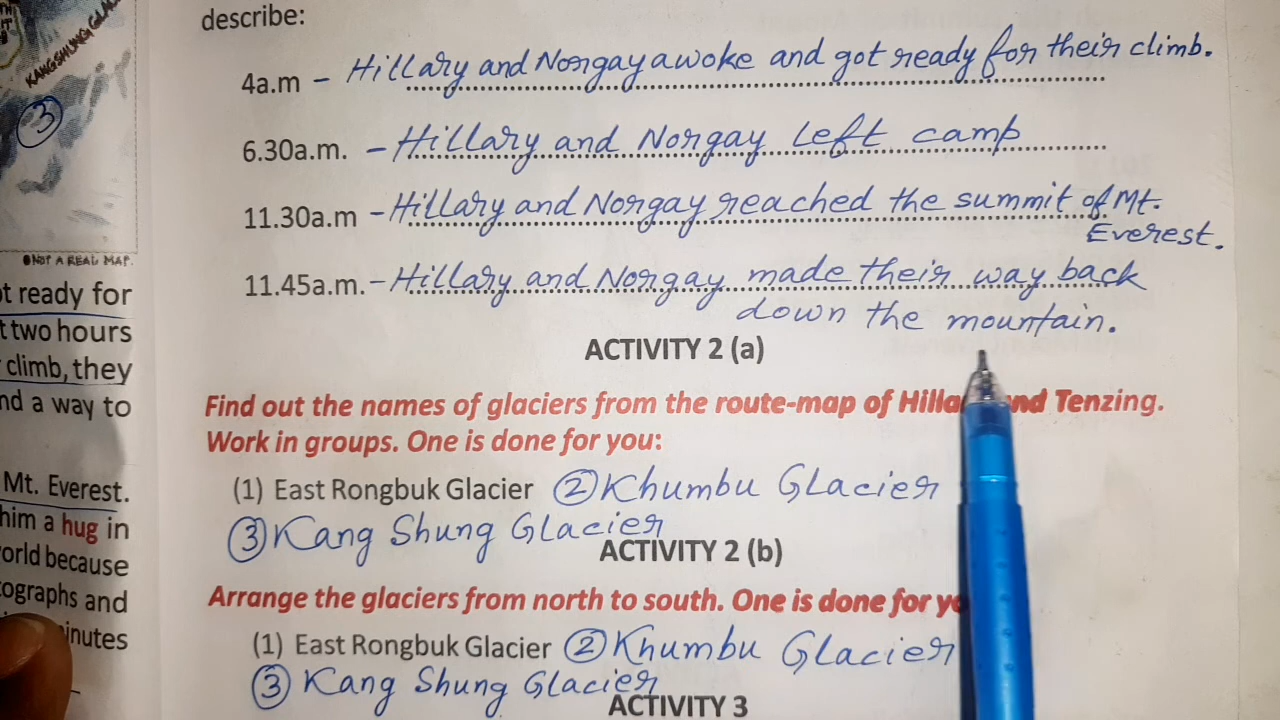 KANGSHUNG GLA
3
NOT A REAL MAP.
t ready for
t two hours
climb, they
nd a way to
Mt. Everest.
him a hug in
orld because
ographs and
inutes
describe:
4a.m – Hillary and Norgay awoke and got ready for their climb.
6.30a.m. – Hillary and Norgay Left camp
11.30a.m – Hillary and Norgay reached the summit of Mt.
Everest.
11.45a.m. – Hillary and Norgay made their way back
down the mountain.
ACTIVITY 2 (a)
Find out the names of glaciers from the route-map of Hilla nd Tenzing.
Work in groups. One is done for you:
(1) East Rongbuk Glacier ② Khumbu Glacier
③ Kang Shung Glacier
ACTIVITY 2 (b)
Arrange the glaciers from north to south. One is done for yo
(1) East Rongbuk Glacier ② Khumbu Glacier
③ Kang Shung Glacier
ACTIVITY 3